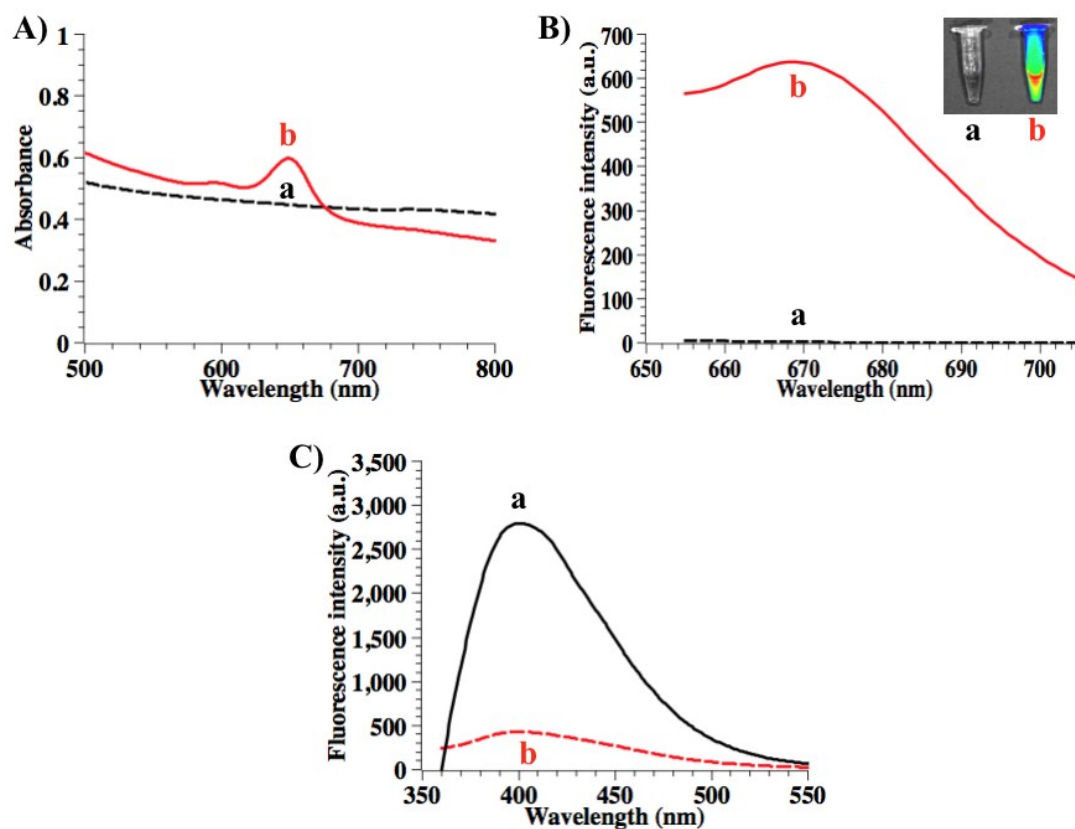 A)
Absorbance
1
0.8
0.6
0.4
0.2
0
b
a
500
600
700
800
Wavelength (nm)
B)
Fluorescence intensity (a.u.)
700
600
500
400
300
200
100
0
b
a
a
b
650
660
670
680
690
700
Wavelength (nm)
C)
Fluorescence intensity (a.u.)
3,500
3,000
2,500
2,000
1,500
1,000
500
0
a
b
350
400
450
500
550
Wavelength (nm)